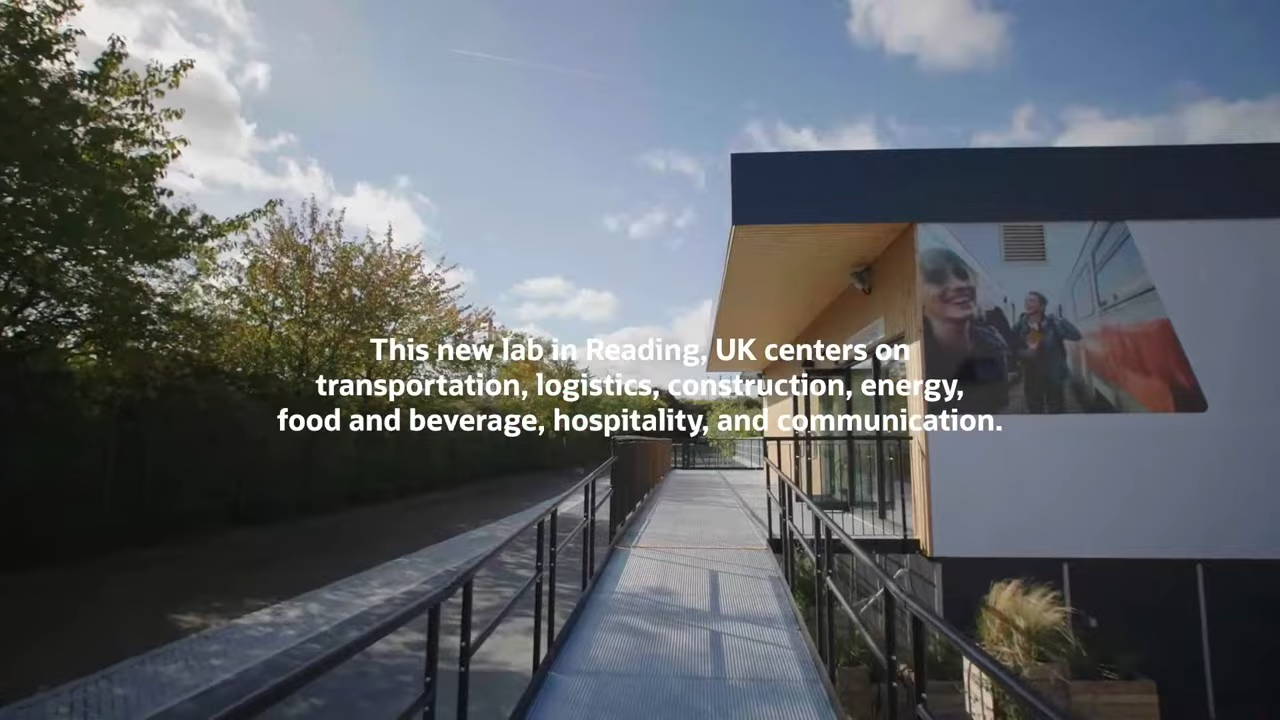 This new lab in Reading, UK centers on
transportation, logistics, construction, energy,
food and beverage, hospitality, and communication.